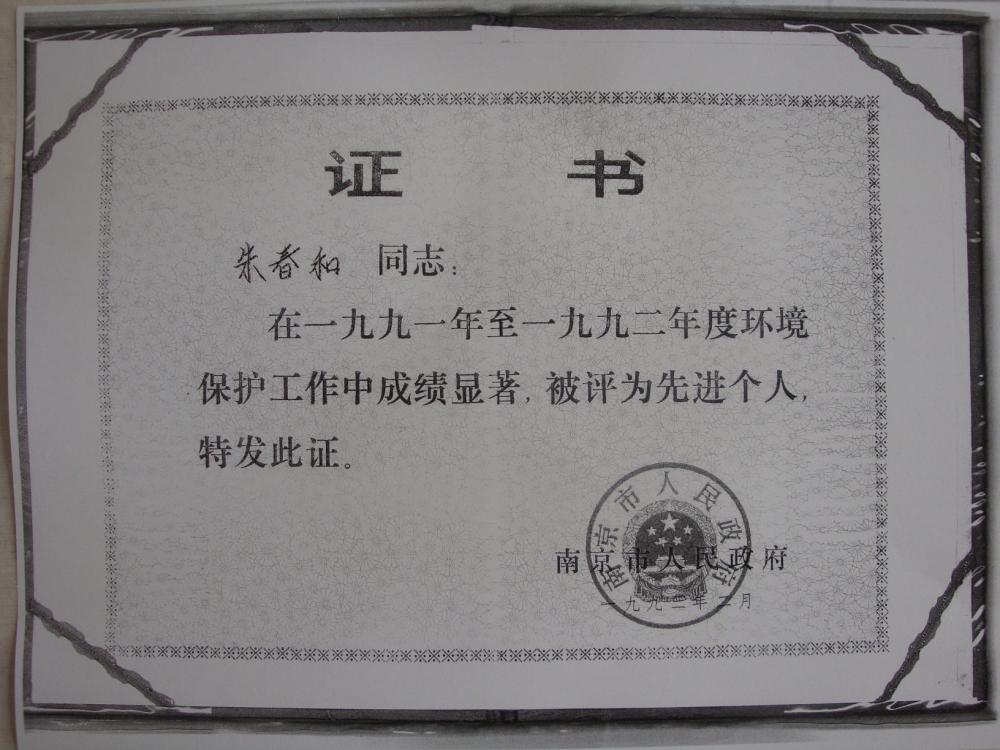 证 书
朱春和 同志：
在一九九一年至一九九二年度环境
保护工作中成绩显著，被评为先进个人，
特发此证。
南京市人民政府
南京市人民政府
一九九三年二月